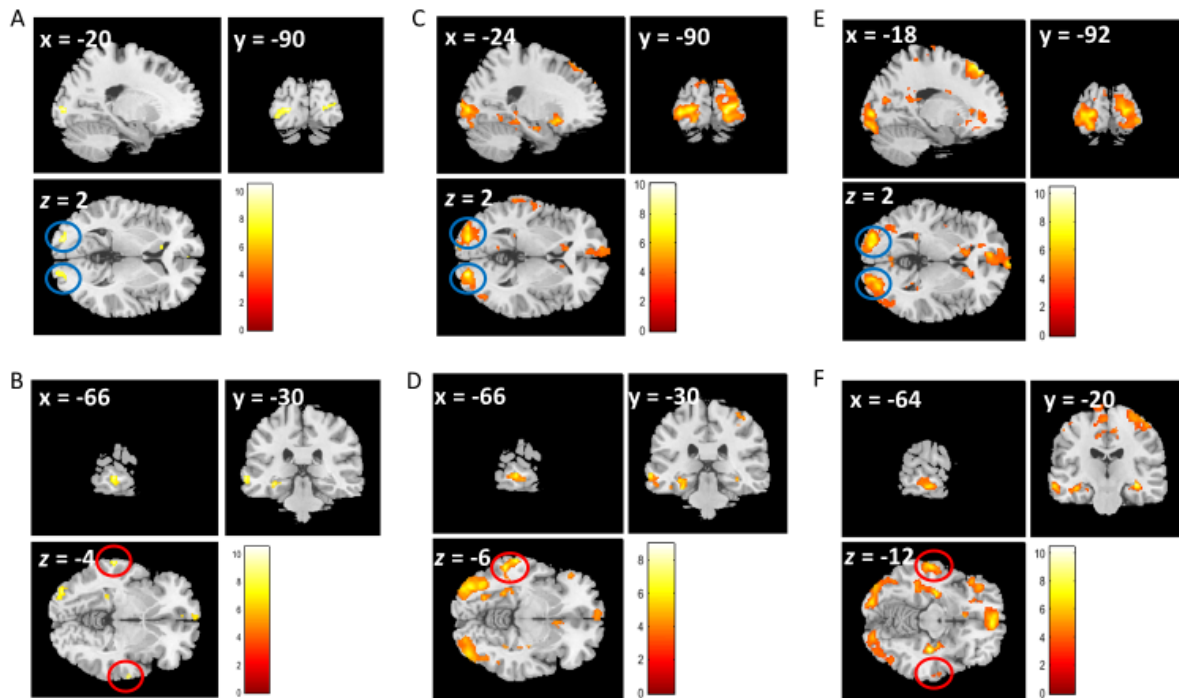 A
x = -20
y = -90
z = 2
10
8
6
4
2
0
C
x = -24
y = -90
z = 2
10
8
6
4
2
0
E
x = -18
y = -92
z = 2
10
8
6
4
2
0
B
x = -66
y = -30
z = -4
10
8
6
4
2
0
D
x = -66
y = -30
z = -6
8
6
4
2
0
F
x = -64
y = -20
z = -12
10
8
6
4
2
0